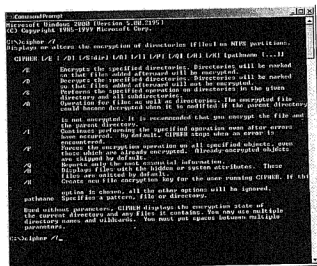 Command Prompt
Microsoft Windows 2000 [Version 5.00.2195]
(C) Copyright 1985-1999 Microsoft Corp.
C:\>cipher /?
Displays or alters the encryption of directories [files] on NTFS partitions.
CIPHER [/E | /D] [/S:dir] [/A] [/I] [/F] [/Q] [/H] [/K] [pathname [...]]
/E Encrypts the specified directories. Directories will be marked
so that files added afterward will be encrypted.
/D Decrypts the specified directories. Directories will be marked
so that files added afterward will not be encrypted.
/S Performs the specified operation on directories in the given
directory and all subdirectories.
/A Operation for files as well as directories. The encrypted file
could become decrypted when it is modified if the parent directory
is not encrypted. It is recommended that you encrypt the file and
the parent directory.
/I Continues performing the specified operation even after errors
have occurred. By default, CIPHER stops when an error is
encountered.
/F Forces the encryption operation on all specified objects, even
those which are already encrypted. Already-encrypted objects
are skipped by default.
/Q Reports only the most essential information.
/H Displays files with the hidden or system attributes. These
files are omitted by default.
/K Create new file encryption key for the user running CIPHER. If thi
option is chosen, all the other options will be ignored.
pathname Specifies a pattern, file or directory.
Used without parameters, CIPHER displays the encryption state of
the current directory and any files it contains. You may use multiple
directory names and wildcards. You must put spaces between multiple
parameters.
C:\>cipher /?_